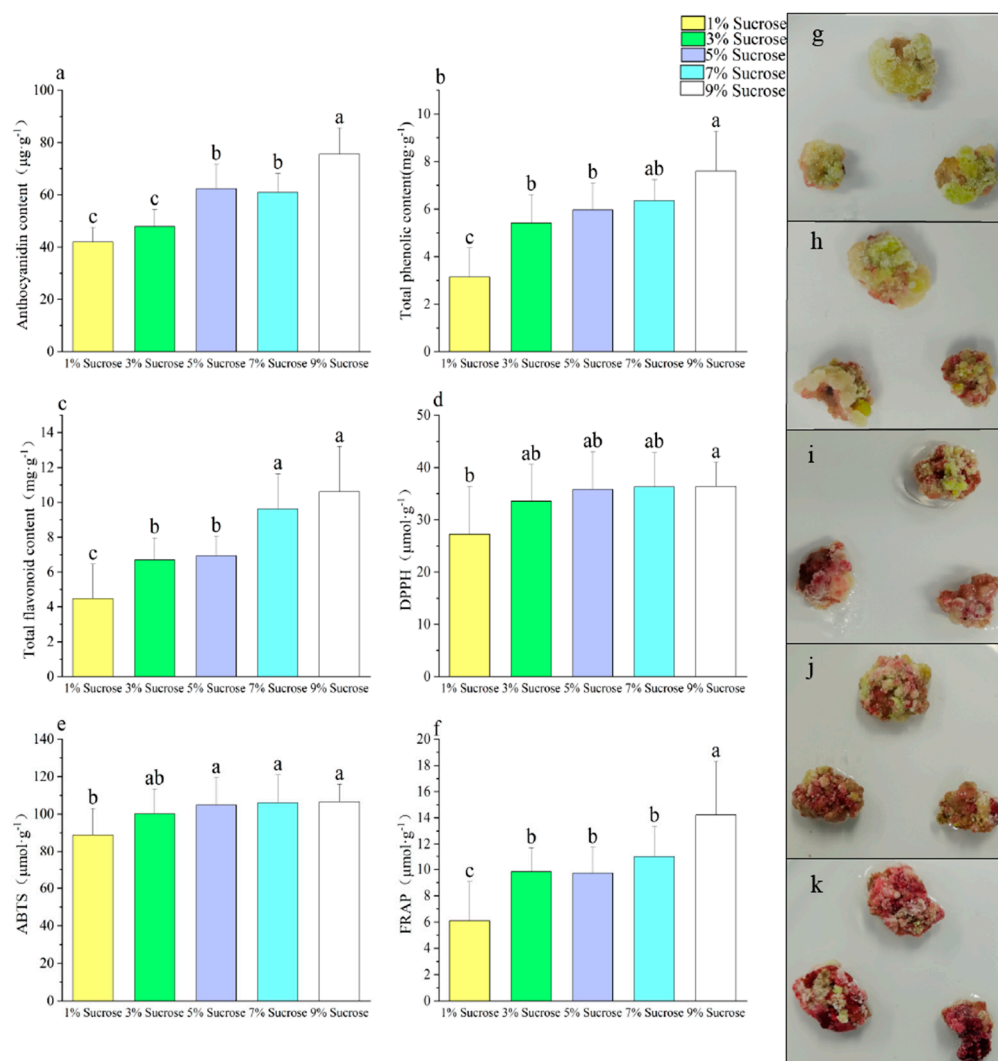 1% Sucrose
3% Sucrose
5% Sucrose
7% Sucrose
9% Sucrose
a
Anthocyanidin content（μg·g⁻¹）
100
80
60
40
20
0
c
c
b
b
a
1% Sucrose 3% Sucrose 5% Sucrose 7% Sucrose 9% Sucrose
b
Total phenolic content(mg·g⁻¹)
10
8
6
4
2
0
c
b
b
ab
a
1% Sucrose 3% Sucrose 5% Sucrose 7% Sucrose 9% Sucrose
c
Total flavonoid content（mg·g⁻¹）
14
12
10
8
6
4
2
0
c
b
b
a
a
1% Sucrose 3% Sucrose 5% Sucrose 7% Sucrose 9% Sucrose
d
DPPH（μmol·g⁻¹）
50
40
30
20
10
0
b
ab
ab
ab
a
1% Sucrose 3% Sucrose 5% Sucrose 7% Sucrose 9% Sucrose
e
ABTS（μmol·g⁻¹）
140
120
100
80
60
40
20
0
b
ab
a
a
a
1% Sucrose 3% Sucrose 5% Sucrose 7% Sucrose 9% Sucrose
f
FRAP（μmol·g⁻¹）
20
18
16
14
12
10
8
6
4
2
0
c
b
b
b
a
1% Sucrose 3% Sucrose 5% Sucrose 7% Sucrose 9% Sucrose
g
h
i
j
k